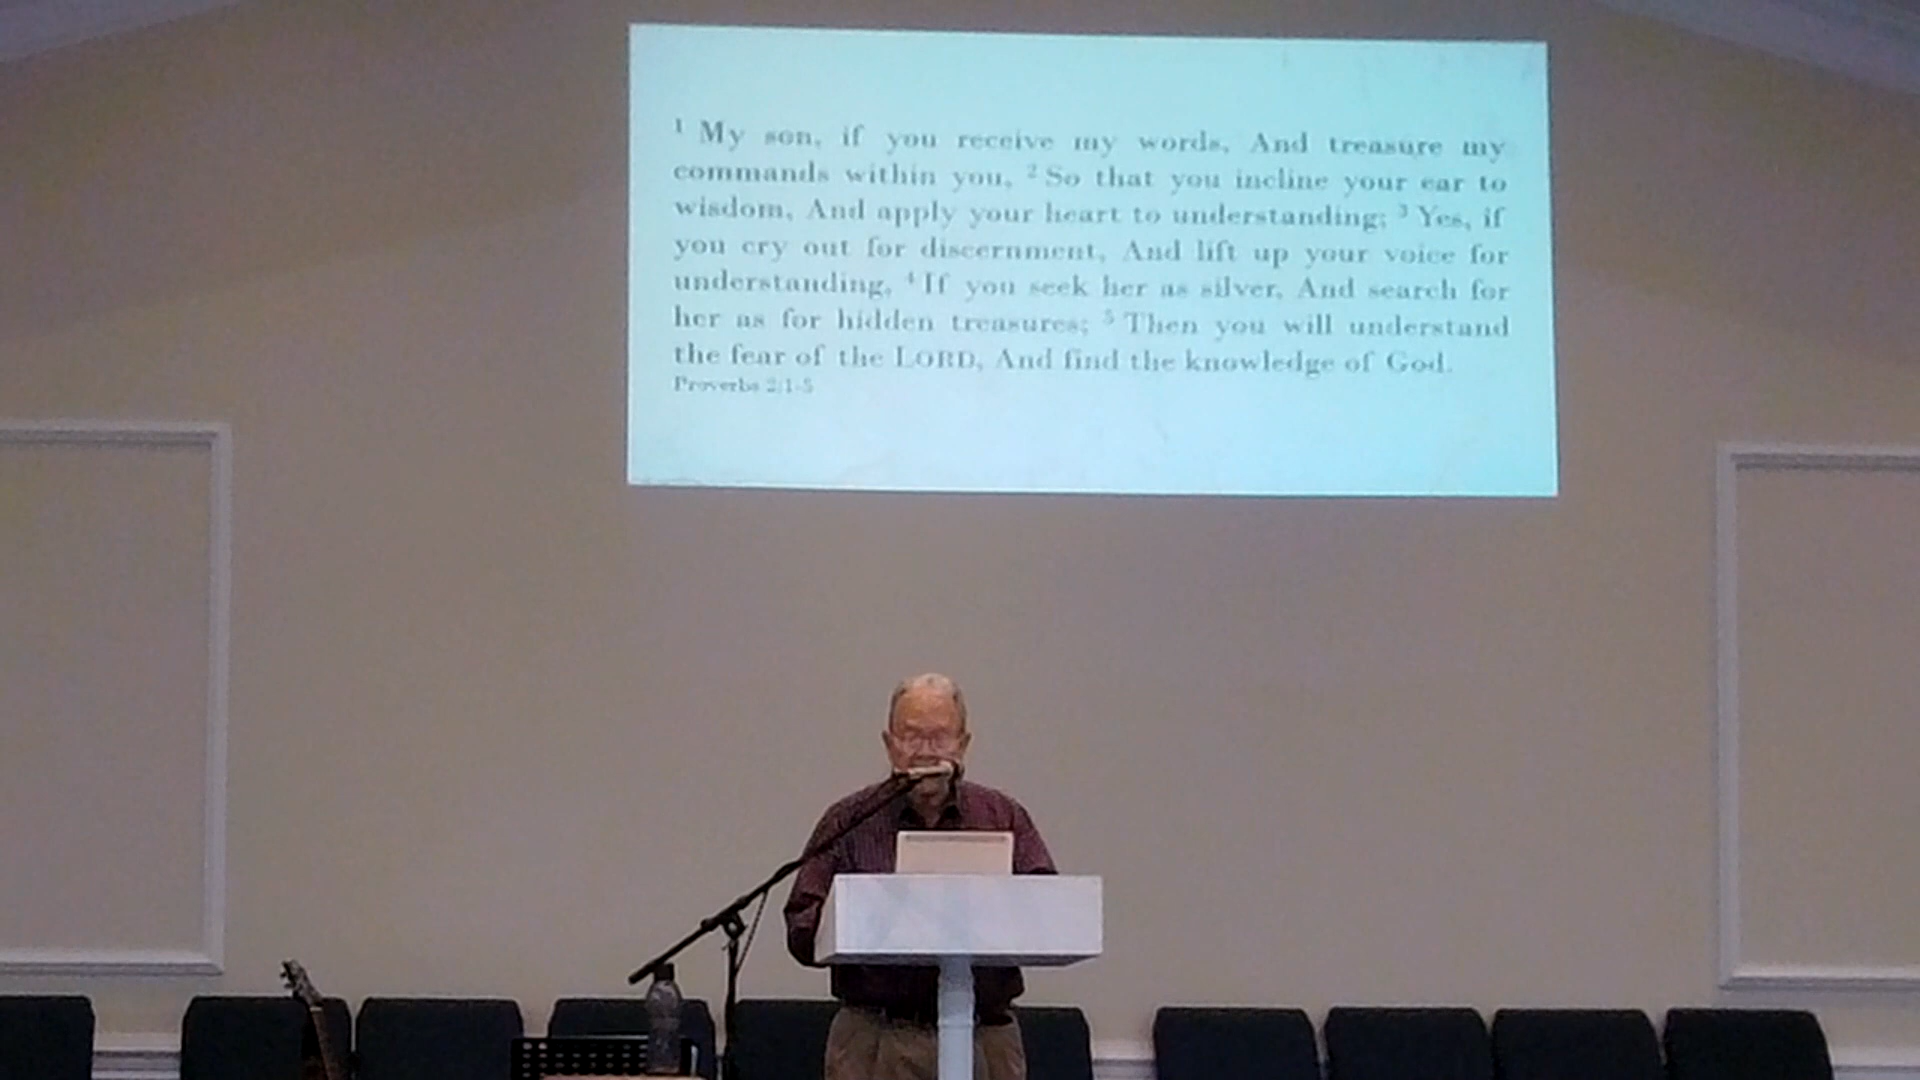 1 My son, if you receive my words, And treasure my
commands within you, 2 So that you incline your ear to
wisdom, And apply your heart to understanding; 3 Yes, if
you cry out for discernment, And lift up your voice for
understanding, 4 If you seek her as silver, And search for
her as for hidden treasures; 5 Then you will understand
the fear of the LORD, And find the knowledge of God.
Proverbs 2:1-5